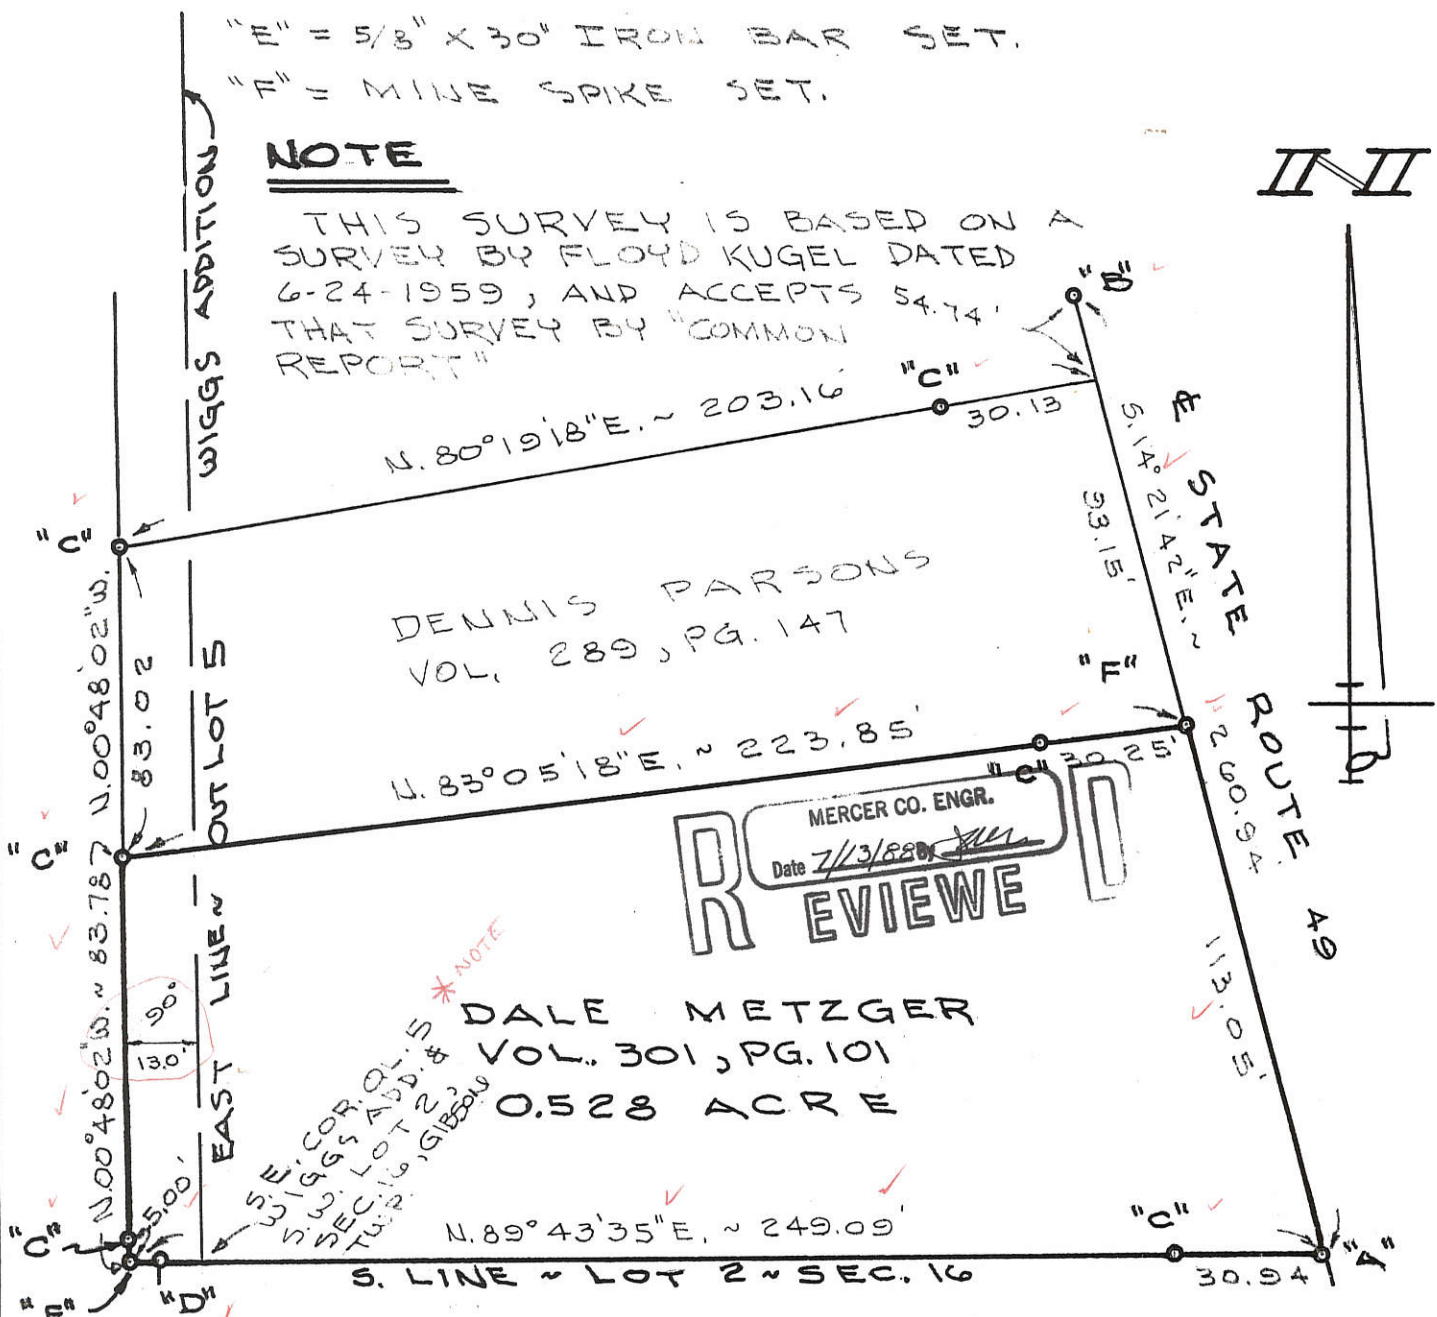 "E" = 5/8" X 30" IRON BAR SET.
"F" = MINE SPIKE SET.
NOTE
THIS SURVEY IS BASED ON A
SURVEY BY FLOYD KUGEL DATED
6-24-1959, AND ACCEPTS
THAT SURVEY BY "COMMON
REPORT"
WIGGS ADDITION
54.74'
"B"
"C"
30.13
N. 80°19'18"E. ~ 203.16'
℄ STATE ROUTE 49
S. 14° 21' 42" E. ~ 260.94
93.15'
"C"
N. 00°48'02"W.
83.02
OUT LOT 5
DENNIS PARSONS
VOL. 289, PG. 147
"F"
N. 83°05'18"E. ~ 223.85'
"C" 30.25'
"C"
MERCER CO. ENGR.
Date 7/13/88 By
REVIEWED
N. 00°48'02"W. ~ 83.78'
90°
13.0'
EAST LINE ~
* NOTE
S.E. COR. OL. 5
WIGGS ADD. &
S.W. LOT 2,
SEC. 16, GIBSON
TWP.
DALE METZGER
VOL. 301, PG. 101
0.528 ACRE
113.05'
5.00'
"C"
N. 89° 43' 35" E. ~ 249.09'
"C"
"A"
30.94
"D"
S. LINE ~ LOT 2 ~ SEC. 16
N